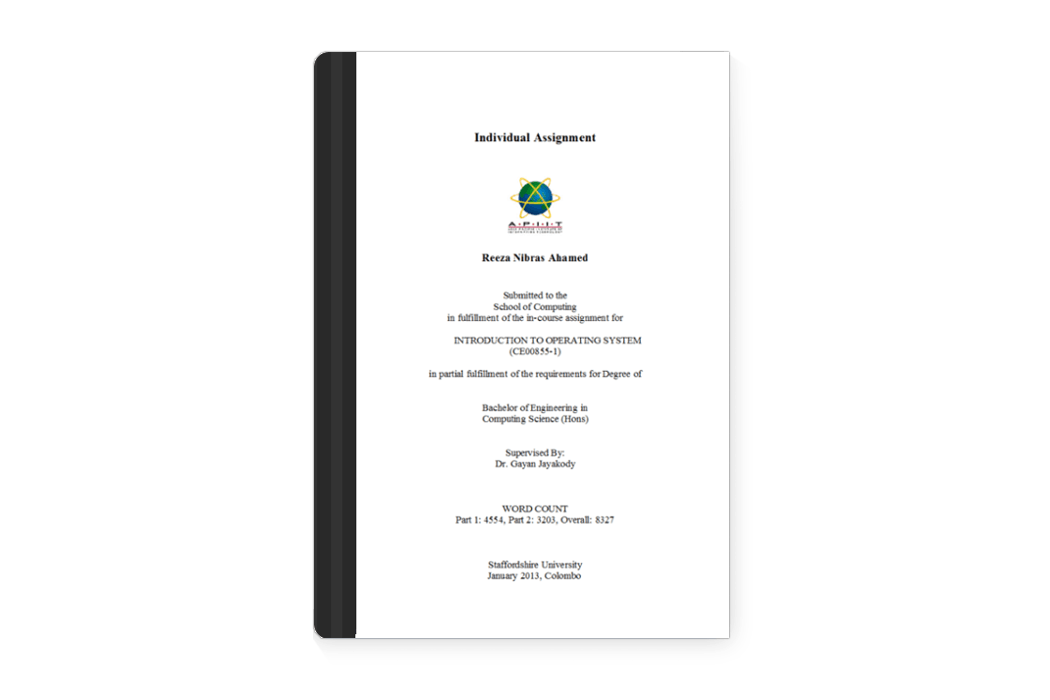 Individual Assignment
A·P·I·I·T
Reeza Nibras Ahamed
Submitted to the
School of Computing
in fulfillment of the in-course assignment for
INTRODUCTION TO OPERATING SYSTEM
(CE00855-1)
in partial fulfillment of the requirements for Degree of
Bachelor of Engineering in
Computing Science (Hons)
Supervised By:
Dr. Gayan Jayakody
WORD COUNT
Part 1: 4554, Part 2: 3203, Overall: 8327
Staffordshire University
January 2013, Colombo